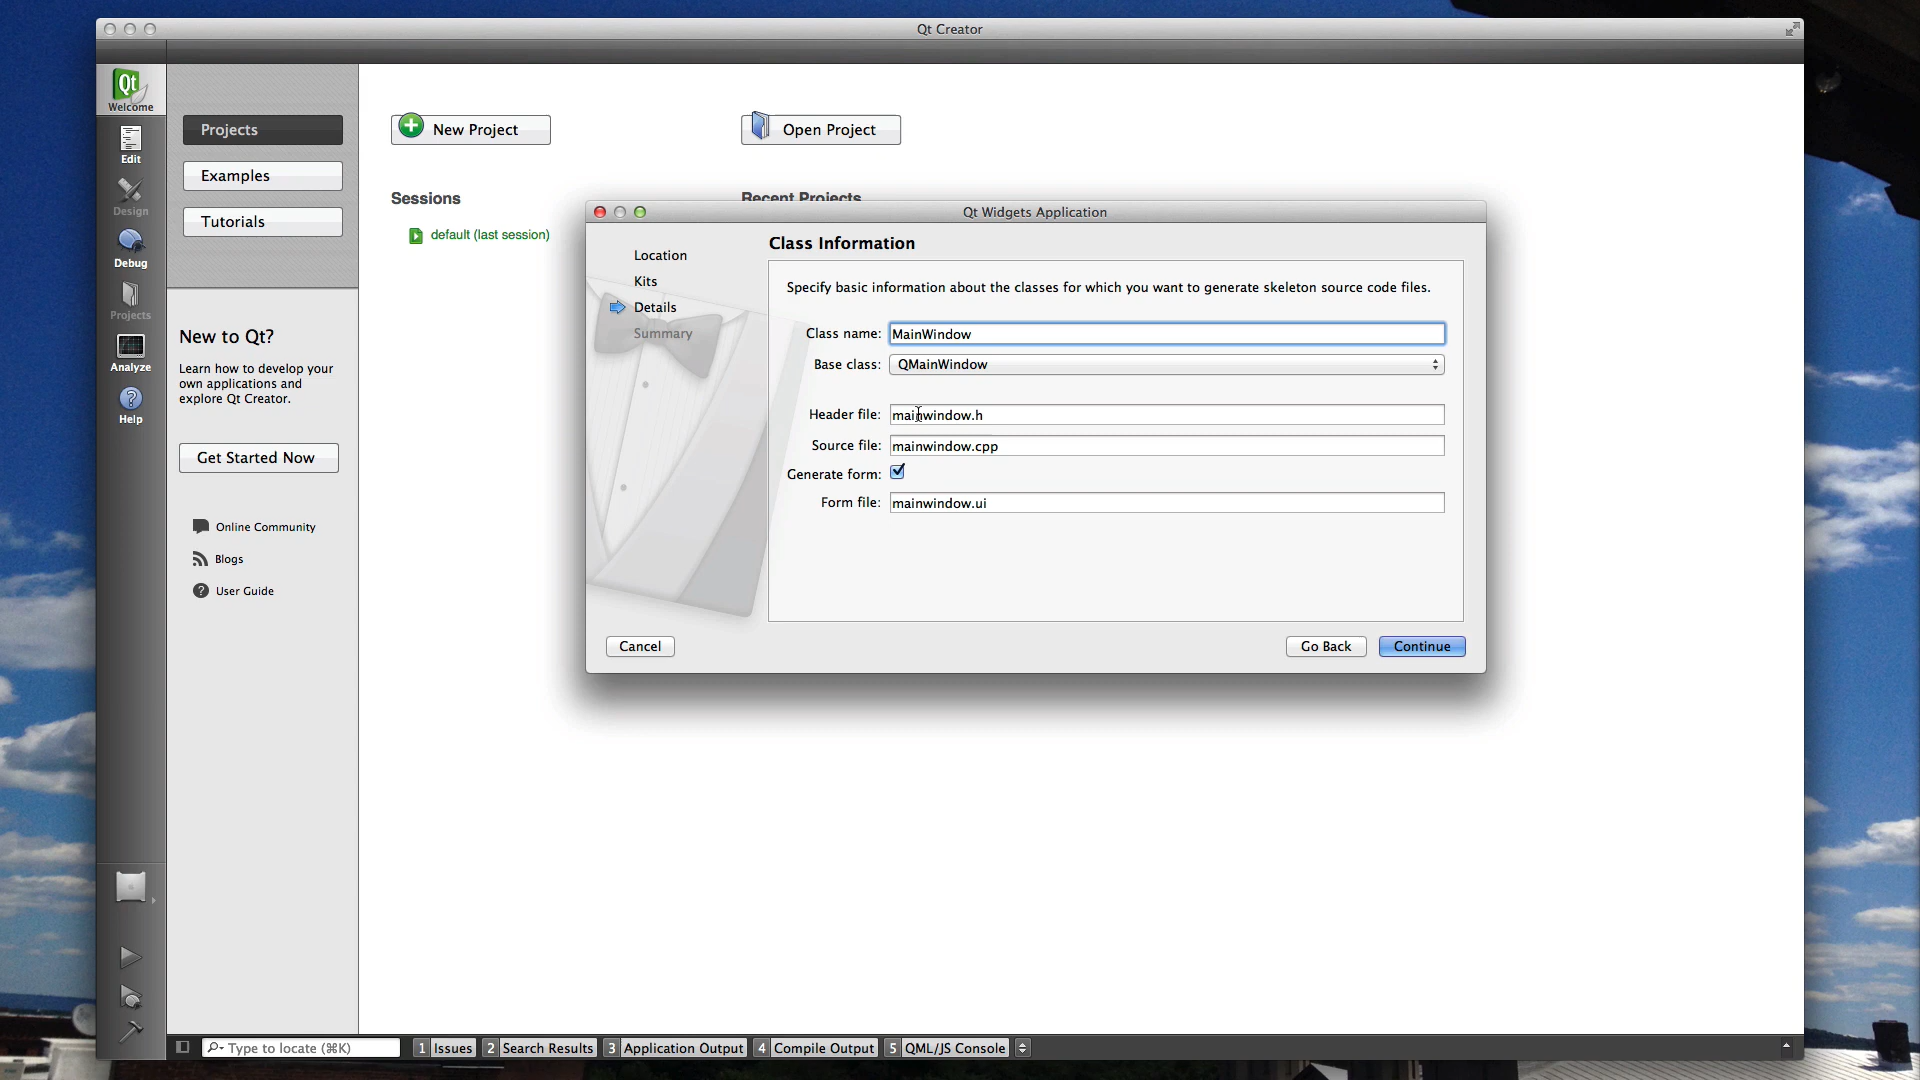 Qt Creator
Qt
Welcome
Edit
Design
Debug
Projects
Analyze
Help
Projects
Examples
Tutorials
New to Qt?
Learn how to develop your
own applications and
explore Qt Creator.
Get Started Now
Online Community
Blogs
? User Guide
New Project
Open Project
Sessions
default (last session)
Recent Projects
Qt Widgets Application
Location
Kits
Details
Summary
Class Information
Specify basic information about the classes for which you want to generate skeleton source code files.
Class name: MainWindow
Base class: QMainWindow
Header file: mainwindow.h
Source file: mainwindow.cpp
Generate form:
Form file: mainwindow.ui
Cancel
Go Back
Continue
Type to locate (⌘K)
1 Issues
2 Search Results
3 Application Output
4 Compile Output
5 QML/JS Console